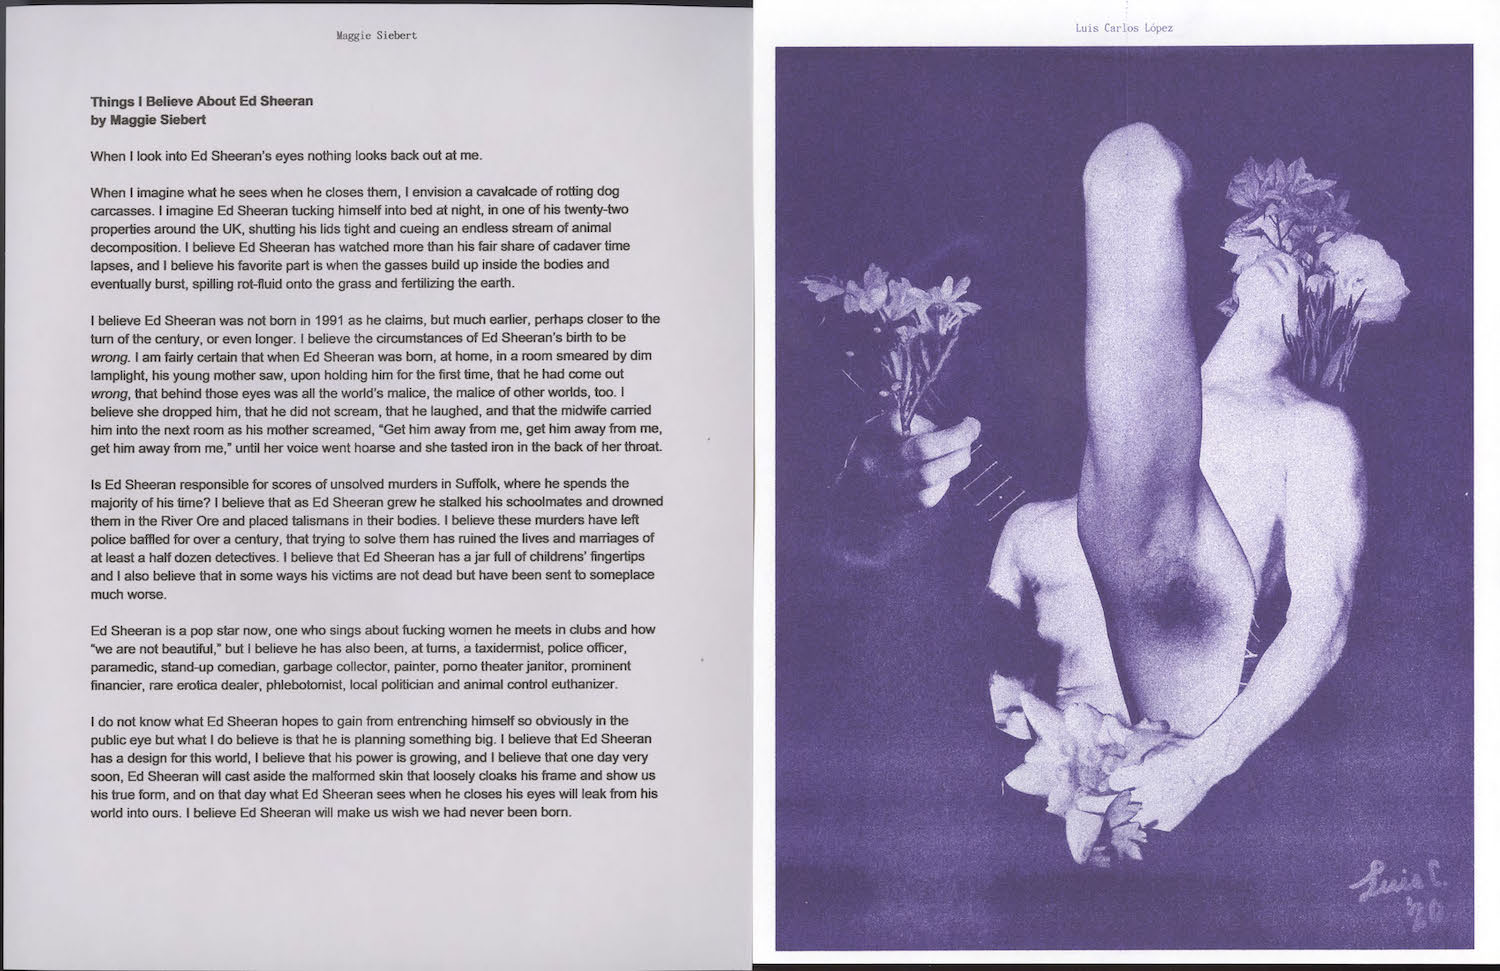 Maggie Siebert
Things I Believe About Ed Sheeran
by Maggie Siebert
When I look into Ed Sheeran's eyes nothing looks back out at me.
When I imagine what he sees when he closes them, I envision a cavalcade of rotting dog
carcasses. I imagine Ed Sheeran tucking himself into bed at night, in one of his twenty-two
properties around the UK, shutting his lids tight and cueing an endless stream of animal
decomposition. I believe Ed Sheeran has watched more than his fair share of cadaver time
lapses, and I believe his favorite part is when the gasses build up inside the bodies and
eventually burst, spilling rot-fluid onto the grass and fertilizing the earth.
I believe Ed Sheeran was not born in 1991 as he claims, but much earlier, perhaps closer to the
turn of the century, or even longer. I believe the circumstances of Ed Sheeran's birth to be
wrong. I am fairly certain that when Ed Sheeran was born, at home, in a room smeared by dim
lamplight, his young mother saw, upon holding him for the first time, that he had come out
wrong, that behind those eyes was all the world's malice, the malice of other worlds, too. I
believe she dropped him, that he did not scream, that he laughed, and that the midwife carried
him into the next room as his mother screamed, “Get him away from me, get him away from me,
get him away from me,” until her voice went hoarse and she tasted iron in the back of her throat.
Is Ed Sheeran responsible for scores of unsolved murders in Suffolk, where he spends the
majority of his time? I believe that as Ed Sheeran grew he stalked his schoolmates and drowned
them in the River Ore and placed talismans in their bodies. I believe these murders have left
police baffled for over a century, that trying to solve them has ruined the lives and marriages of
at least a half dozen detectives. I believe that Ed Sheeran has a jar full of childrens' fingertips
and I also believe that in some ways his victims are not dead but have been sent to someplace
much worse.
Ed Sheeran is a pop star now, one who sings about fucking women he meets in clubs and how
“we are not beautiful,” but I believe he has also been, at turns, a taxidermist, police officer,
paramedic, stand-up comedian, garbage collector, painter, porno theater janitor, prominent
financier, rare erotica dealer, phlebotomist, local politician and animal control euthanizer.
I do not know what Ed Sheeran hopes to gain from entrenching himself so obviously in the
public eye but what I do believe is that he is planning something big. I believe that Ed Sheeran
has a design for this world, I believe that his power is growing, and I believe that one day very
soon, Ed Sheeran will cast aside the malformed skin that loosely cloaks his frame and show us
his true form, and on that day what Ed Sheeran sees when he closes his eyes will leak from his
world into ours. I believe Ed Sheeran will make us wish we had never been born.
Luis Carlos López
Luis C.
'20